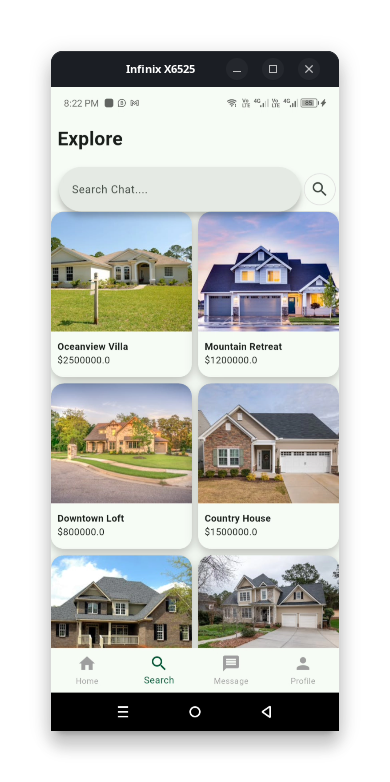 Infinix X6525
8:22 PM
Vo LTE 4G Vo LTE 4G 85
Explore
Search Chat....
Oceanview Villa
$2500000.0
Mountain Retreat
$1200000.0
Downtown Loft
$800000.0
Country House
$1500000.0
Home
Search
Message
Profile